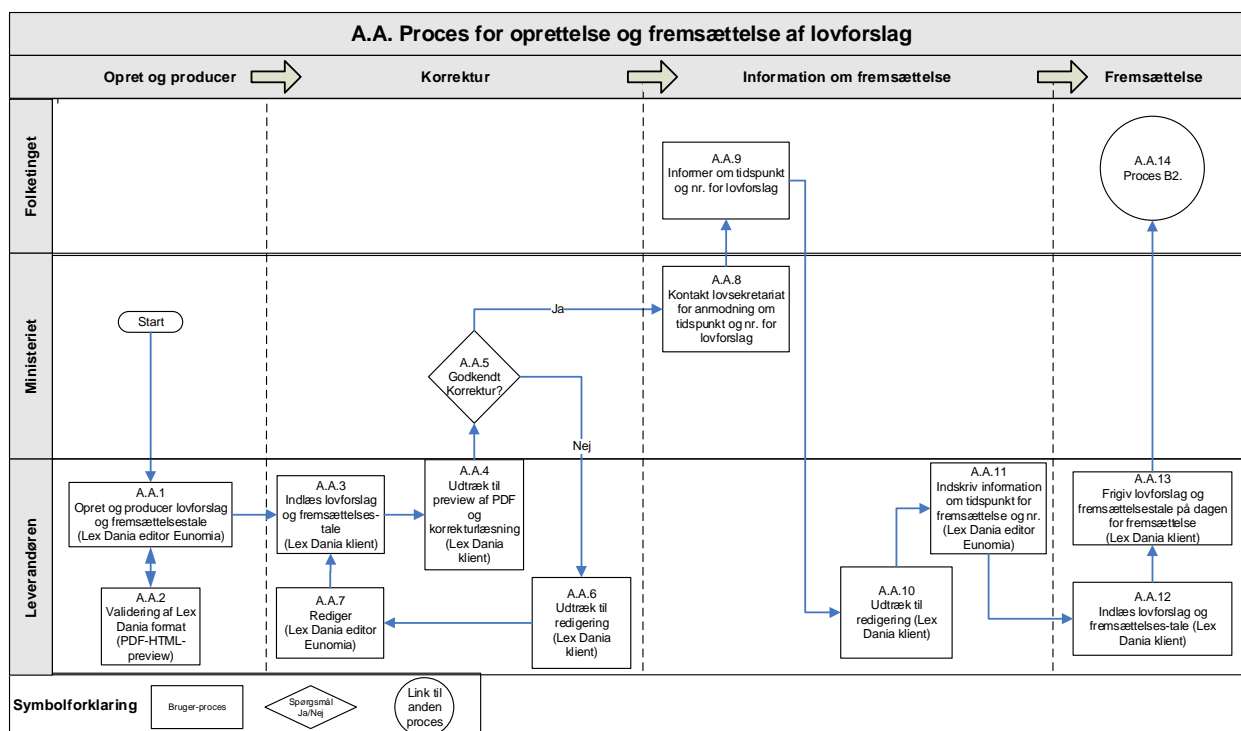 A.A. Proces for oprettelse og fremsættelse af lovforslag
Opret og producer
Korrektur
Information om fremsættelse
Fremsættelse
Folketinget
A.A.9
Informer om tidspunkt
og nr. for lovforslag
A.A.14
Proces B2.
Ministeriet
Start
A.A.5
Godkendt
Korrektur?
Ja
Nej
A.A.8
Kontakt lovsekretariat
for anmodning om
tidspunkt og nr. for
lovforslag
Leverandøren
A.A.1
Opret og producer lovforslag
og fremsættelsestale
(Lex Dania editor Eunomia)
A.A.2
Validering af Lex
Dania format
(PDF-HTML-
preview)
A.A.3
Indlæs lovforslag
og fremsættelses-
tale
(Lex Dania klient)
A.A.4
Udtræk til
preview af PDF
og
korrekturlæsning
(Lex Dania
klient)
A.A.7
Rediger
(Lex Dania editor
Eunomia)
A.A.6
Udtræk til
redigering
(Lex Dania
klient)
A.A.10
Udtræk til
redigering (Lex
Dania klient)
A.A.11
Indskriv information
om tidspunkt for
fremsættelse og nr.
(Lex Dania editor
Eunomia)
A.A.13
Frigiv lovforslag og
fremsættelsestale på dagen
for fremsættelse
(Lex Dania klient)
A.A.12
Indlæs lovforslag og
fremsættelses-tale (Lex
Dania klient)
Symbolforklaring
Bruger-proces
Spørgsmål
Ja/Nej
Link til
anden
proces